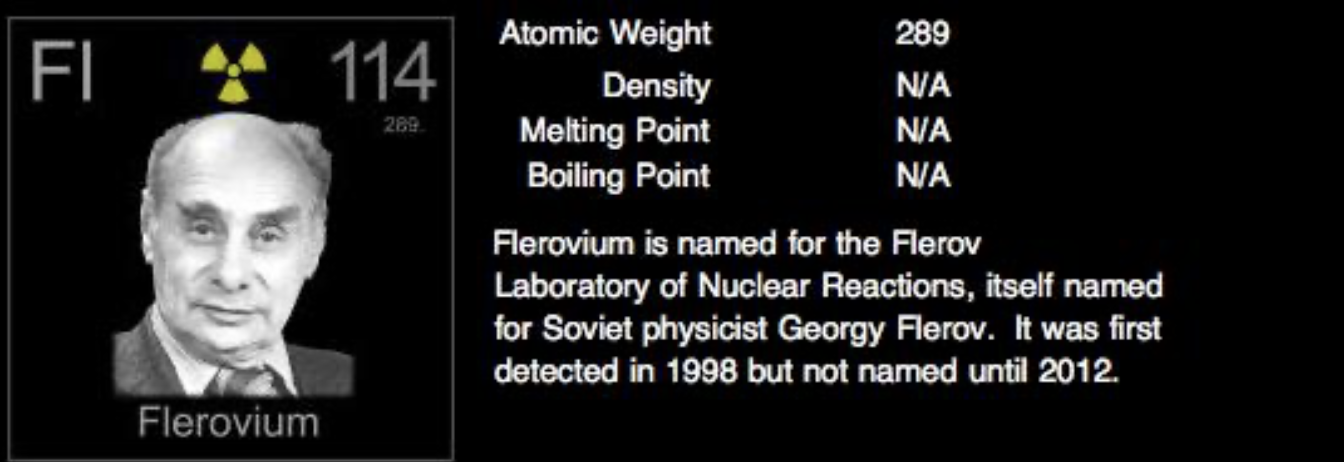 Fl 114
289.
Flerovium
Atomic Weight 289
Density N/A
Melting Point N/A
Boiling Point N/A
Flerovium is named for the Flerov
Laboratory of Nuclear Reactions, itself named
for Soviet physicist Georgy Flerov.  It was first
detected in 1998 but not named until 2012.